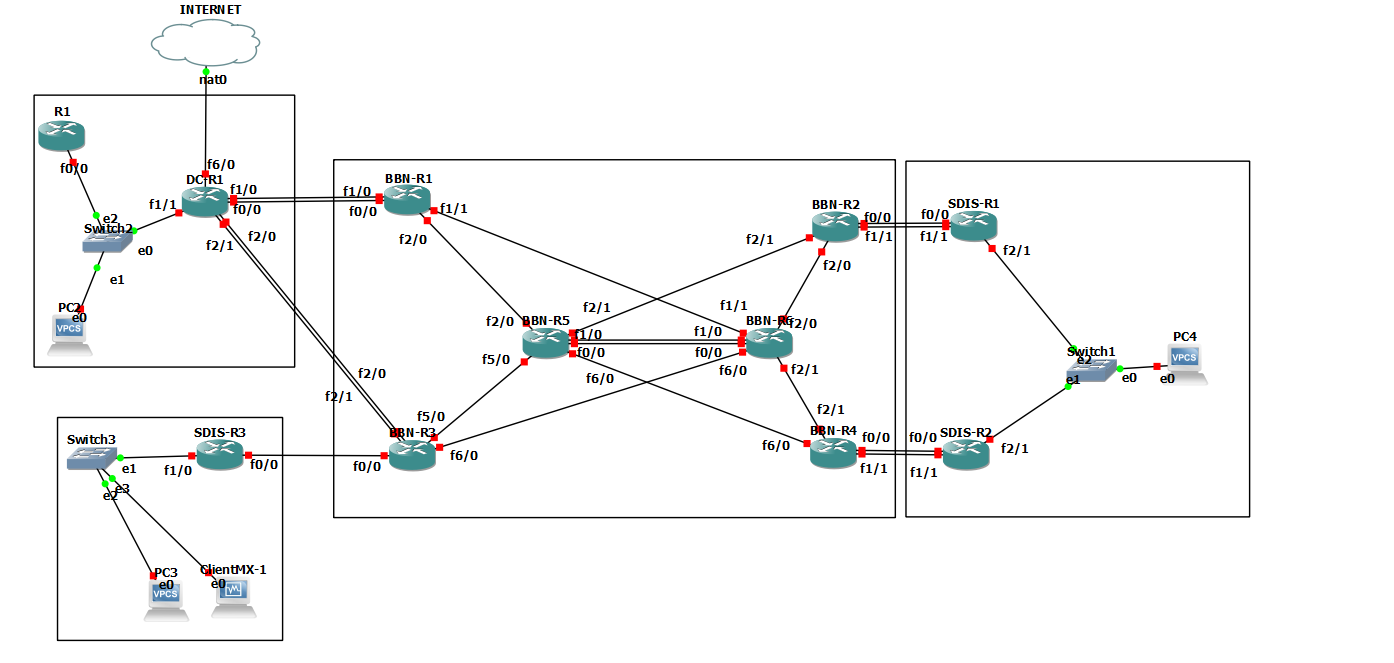 INTERNET
nat0
R1
f0/0
f6/0
DC-R1
f1/0
f0/0
f1/1
f2/0
f2/1
e2
Switch2
e0
e1
PC2
e0
VPCS
f1/0
f0/0
BBN-R1
f1/1
f2/0
BBN-R2
f0/0
f1/1
f2/1
f2/0
f0/0
f1/1
SDIS-R1
f2/1
f2/0
BBN-R5
f2/1
f1/0
f0/0
f5/0
f6/0
f1/1
f1/0
BBN-R6
f2/0
f0/0
f6/0
f2/1
Switch1
e2
e1
e0
PC4
VPCS
e0
f2/0
f2/1
f5/0
BBN-R3
f6/0
f0/0
f2/1
BBN-R4
f6/0
f0/0
f1/1
f0/0
f1/1
SDIS-R2
f2/1
Switch3
e1
e3
e2
SDIS-R3
f1/0
f0/0
PC3
e0
VPCS
ClientMX-1
e0